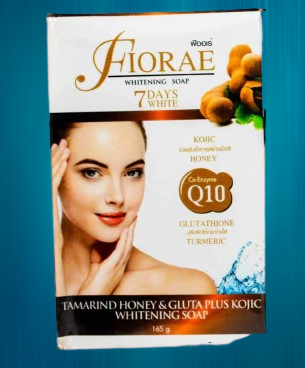 ฟีออเร่
FIORAE
WHITENING SOAP
7 DAYS
WHITE
KOJIC
HONEY
Co-Enzyme
Q10
GLUTATHIONE
TURMERIC
TAMARIND HONEY & GLUTA PLUS KOJIC
WHITENING SOAP
165 g.